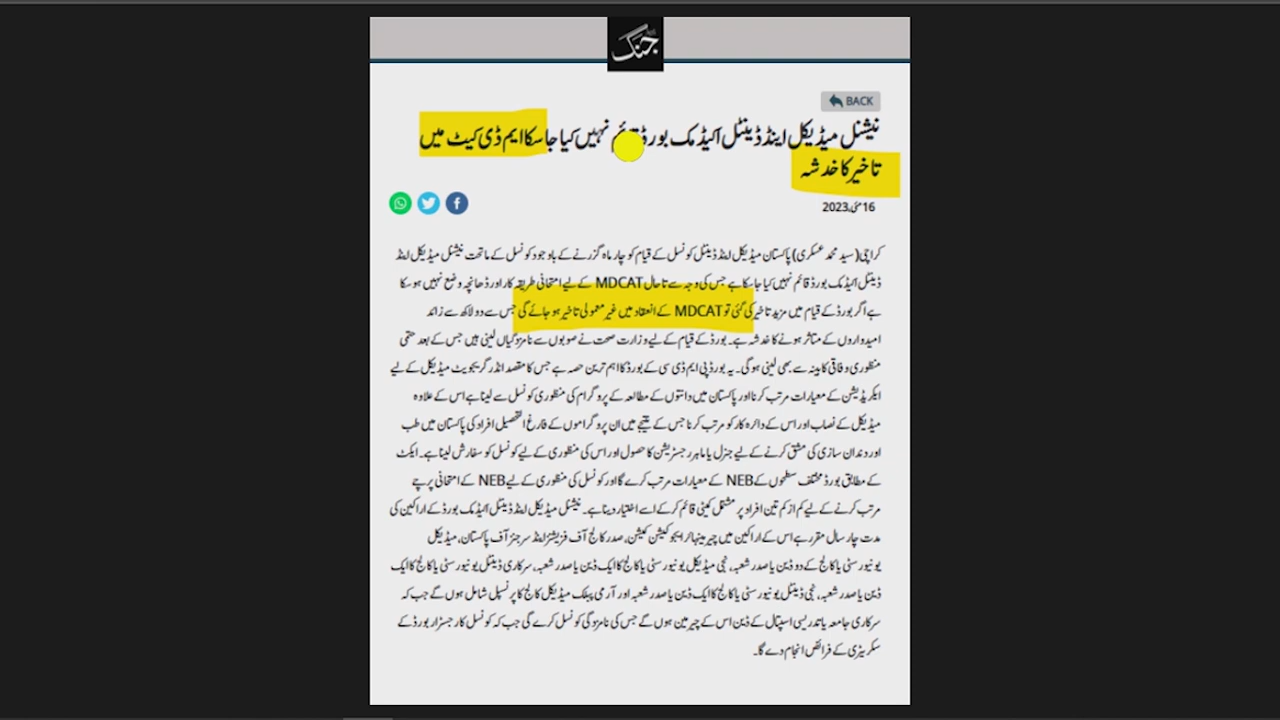 جنگ
BACK
نیشنل میڈیکل اینڈ ڈینٹل اکیڈمک بورڈ قائم نہیں کیا جاسکا ایم ڈی کیٹ میں
تاخیر کا خدشہ
16 مئی، 2023
کراچی (سید محمد عسکری) پاکستان میڈیکل اینڈ ڈینٹل کونسل کے قیام کو چار ماہ گزرنے کے باوجود کونسل کے ماتحت نیشنل میڈیکل اینڈ
ڈینٹل اکیڈمک بورڈ قائم نہیں کیا جاسکا ہے جس کی وجہ سے تاحال MDCAT کے لیے امتحانی طریقہ کار اور ڈھانچہ وضع نہیں ہو سکا
ہے اگر بورڈ کے قیام میں مزید تاخیر کی گئی تو MDCAT کے انعقاد میں غیر معمولی تاخیر ہو جائے گی جس سے دو لاکھ سے زائد
امیدواروں کے متاثر ہونے کا خدشہ ہے۔ بورڈ کے قیام کے لیے وزارت صحت نے صوبوں سے نامزدگیاں لینی ہیں جس کے بعد حتمی
منظوری وفاقی کابینہ سے بھی لینی ہوگی۔ یہ بورڈ پی ایم ڈی سی کے بورڈ کا اہم ترین حصہ ہے جس کا مقصد انڈر گریجویٹ میڈیکل کے لیے
ایکریڈیشن کے معیارات مرتب کرنا اور پاکستان میں دانتوں کے مطالعہ کے پروگرام کی منظوری کونسل سے لینا ہے اس کے علاوہ
میڈیکل کے نصاب اور اس کے دائرہ کار کو مرتب کرنا جس کے نتیجے میں ان پروگراموں کے فارغ التحصیل افراد کی پاکستان میں طب
اور دندان سازی کی مشق کرنے کے لیے جنرل یا ماہر رجسٹریشن کا حصول اور اس کی منظوری کے لیے کونسل کو سفارش لینا ہے۔ ایکٹ
کے مطابق بورڈ مختلف سطحوں کے NEB کے معیارات مرتب کرے گا اور کونسل کی منظوری کے لیے NEB کے امتحانی پرچے
مرتب کرنے کے لیے کم از کم تین افراد پر مشتمل کمیٹی قائم کر کے اسے اختیار دینا ہے۔ نیشنل میڈیکل اینڈ ڈینٹل اکیڈمک بورڈ کے اراکین کی
مدت چار سال مقرر ہے اس کے اراکین میں چیئرمین ہائر ایجوکیشن کمیشن، صدر کالج آف فزیشنز اینڈ سرجنز آف پاکستان، میڈیکل
یونیورسٹی یا کالج کے دو ڈین یا صدر شعبہ، نجی میڈیکل یونیورسٹی یا کالج کا ایک ڈین یا صدر شعبہ، سرکاری ڈینٹل یونیورسٹی یا کالج کا ایک
ڈین یا صدر شعبہ، نجی ڈینٹل یونیورسٹی یا کالج کا ایک ڈین یا صدر شعبہ اور آرمی پبلک میڈیکل کالج کا پرنسپل شامل ہوں گے جب کہ
سرکاری جامعہ یا تدریسی اسپتال کے ڈین اس کے چیرمین ہوں گے جس کی نامزدگی کونسل کرے گی جب کہ کونسل کا رجسٹرار بورڈ کے
سکریٹری کے فرائض انجام دے گا۔